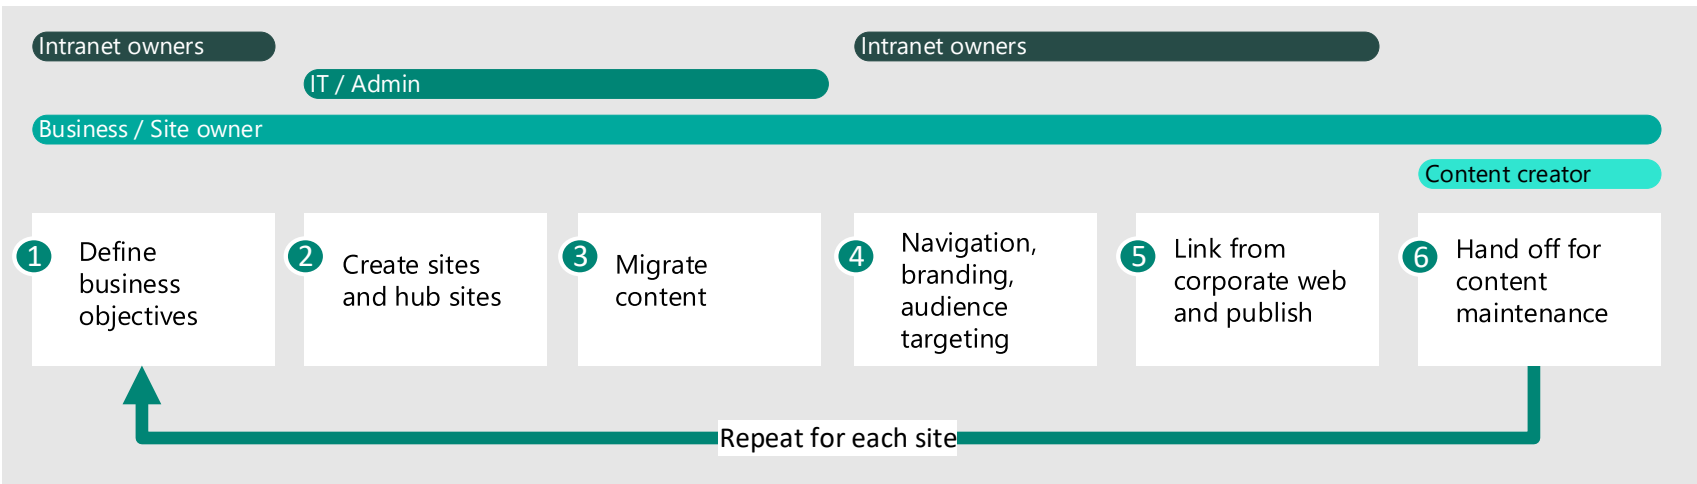 Intranet owners
Intranet owners
IT / Admin
Business / Site owner
Content creator
1
Define
business
objectives
2
Create sites
and hub sites
3
Migrate
content
4
Navigation,
branding,
audience
targeting
5
Link from
corporate web
and publish
6
Hand off for
content
maintenance
Repeat for each site